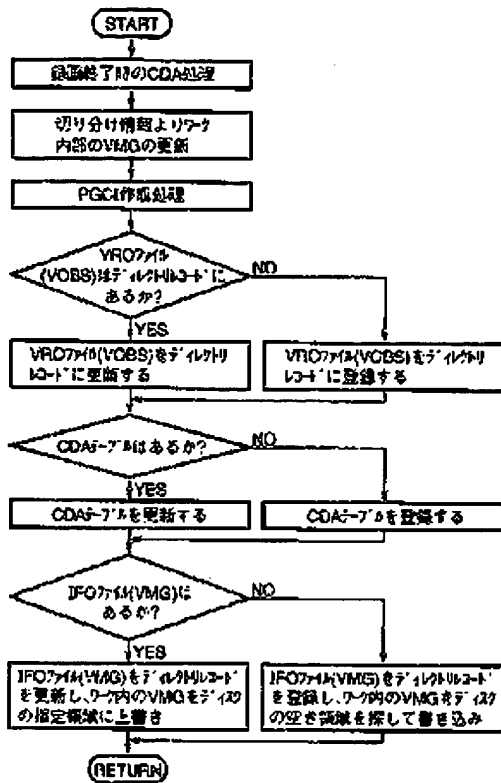 START
録画終了時のCDA処理
切り分け情報よりワーク
内部のVMGの更新
PGCI作成処理
VROファイル
(VOBS)はディレクトリレコードに
あるか?
NO
YES
VROファイル(VOBS)をディレクトリ
レコードに更新する
VROファイル(VOBS)をディレクトリ
レコードに登録する
CDAテーブルはあるか?
NO
YES
CDAテーブルを更新する
CDAテーブルを登録する
IFOファイル(VMG)は
あるか?
NO
YES
IFOファイル(VMG)をディレクトリレコード
を更新し、ワーク内のVMGをディスク
の指定領域に上書き
IFOファイル(VMG)をディレクトリレコード
を登録し、ワーク内のVMGをディスク
の空き領域を探して書き込み
RETURN